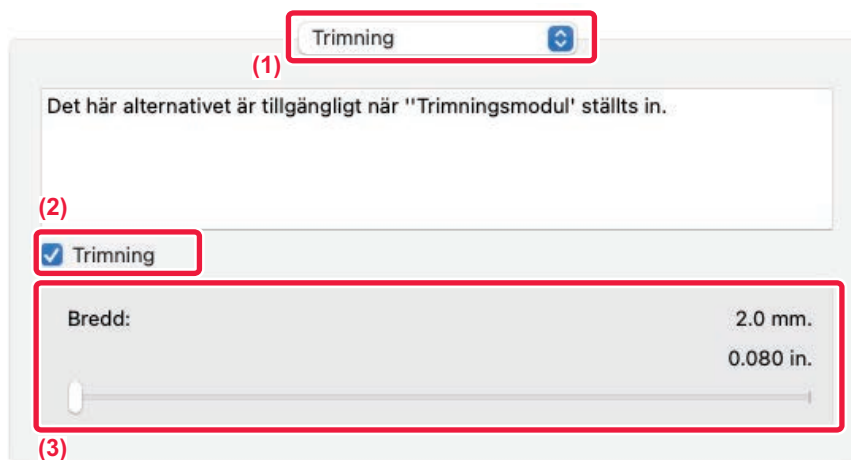 Trimning
(1)
Det här alternativet är tillgängligt när ''Trimningsmodul' ställts in.
(2)
Trimning
Bredd: 2.0 mm.
0.080 in.
(3)